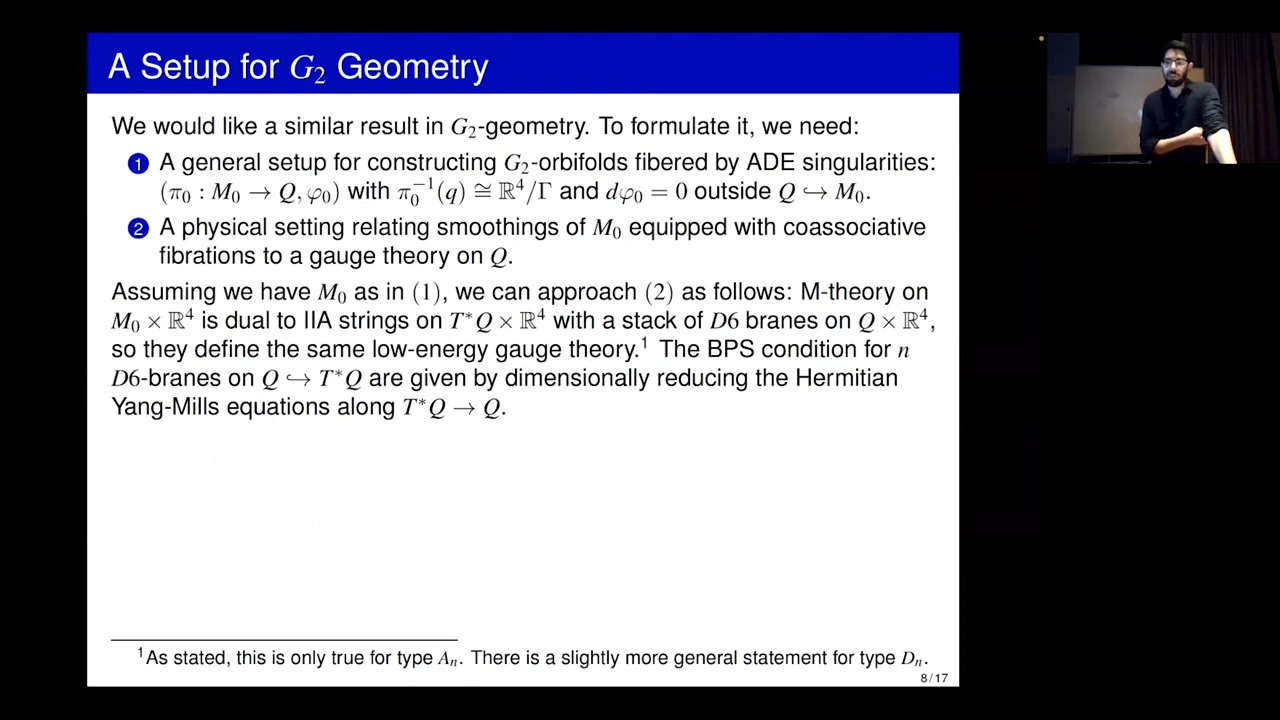 A Setup for G₂ Geometry
We would like a similar result in G₂-geometry. To formulate it, we need:
1 A general setup for constructing G₂-orbifolds fibered by ADE singularities:
(π₀ : M₀ → Q, φ₀) with π₀⁻¹(q) ≅ ℝ⁴/Γ and dφ₀ = 0 outside Q ↪ M₀.
2 A physical setting relating smoothings of M₀ equipped with coassociative
fibrations to a gauge theory on Q.
Assuming we have M₀ as in (1), we can approach (2) as follows: M-theory on
M₀ × ℝ⁴ is dual to IIA strings on T*Q × ℝ⁴ with a stack of D6 branes on Q × ℝ⁴,
so they define the same low-energy gauge theory.¹ The BPS condition for n
D6-branes on Q ↪ T*Q are given by dimensionally reducing the Hermitian
Yang-Mills equations along T*Q → Q.
¹As stated, this is only true for type Aₙ. There is a slightly more general statement for type Dₙ.
8/17